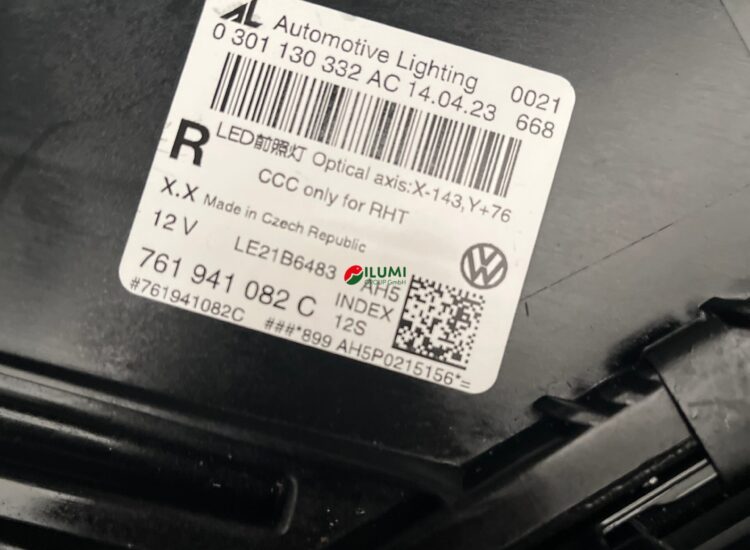 AL Automotive Lighting
0 301 130 332 AC 14.04.23 0021
668
R LED前照灯 Optical axis:X-143,Y+76
CCC only for RHT
X.X Made in Czech Republic
12 V LE21B6483
761 941 082 C AH5
#761941082C INDEX
12S
###*899 AH5P0215156*=
ILUMI
GROUP GmbH